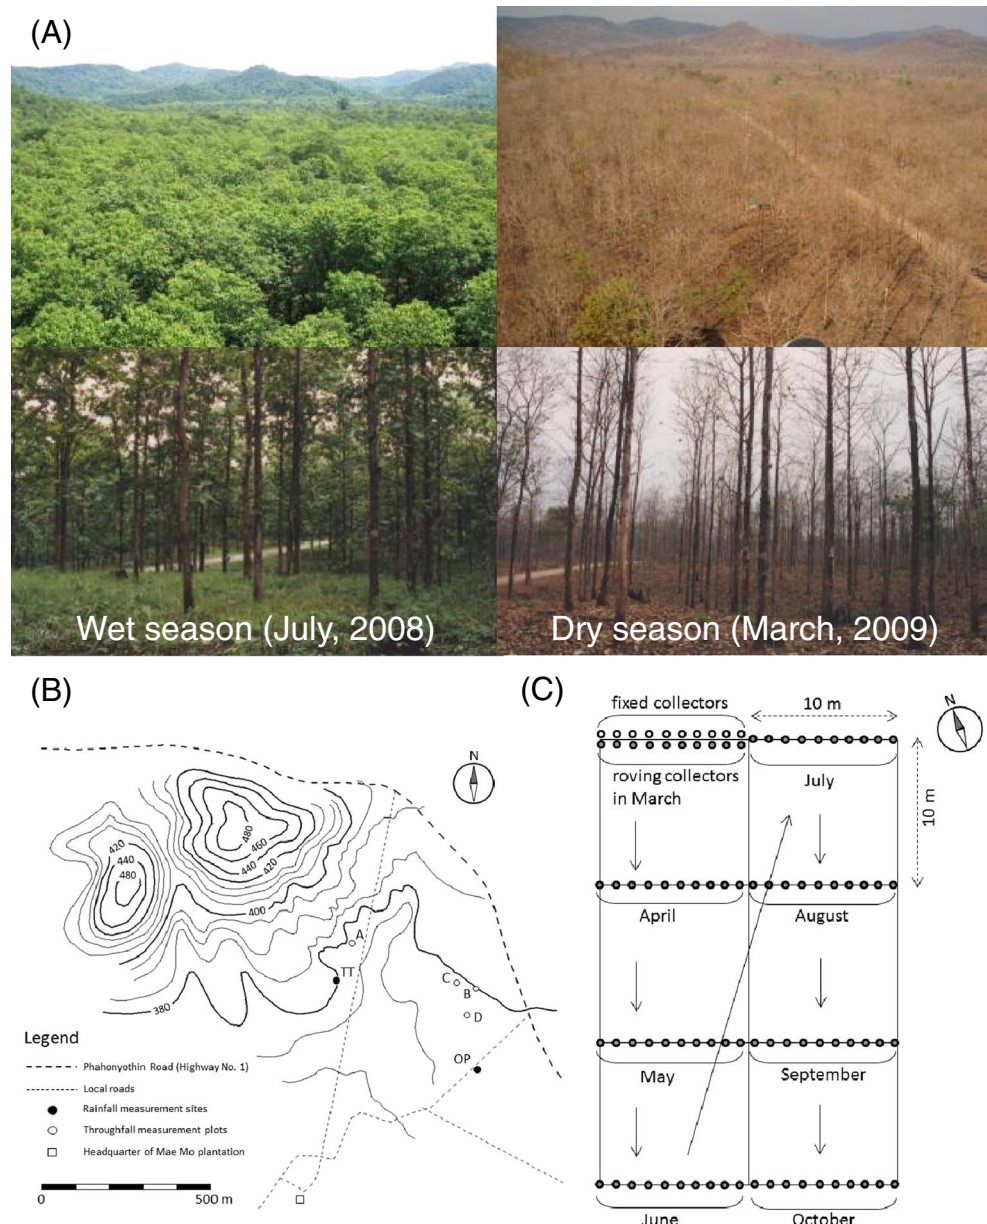 (A)
Wet season (July, 2008)
Dry season (March, 2009)
(B)
N
480
460
440
420
420
440
480
400
380
A
TT
C
B
D
OP
Legend
Phahonyothin Road (Highway No. 1)
Local roads
Rainfall measurement sites
Throughfall measurement plots
Headquarter of Mae Mo plantation
0
500 m
(C)
fixed collectors
10 m
N
roving collectors
in March
July
10 m
April
August
May
September
June
October